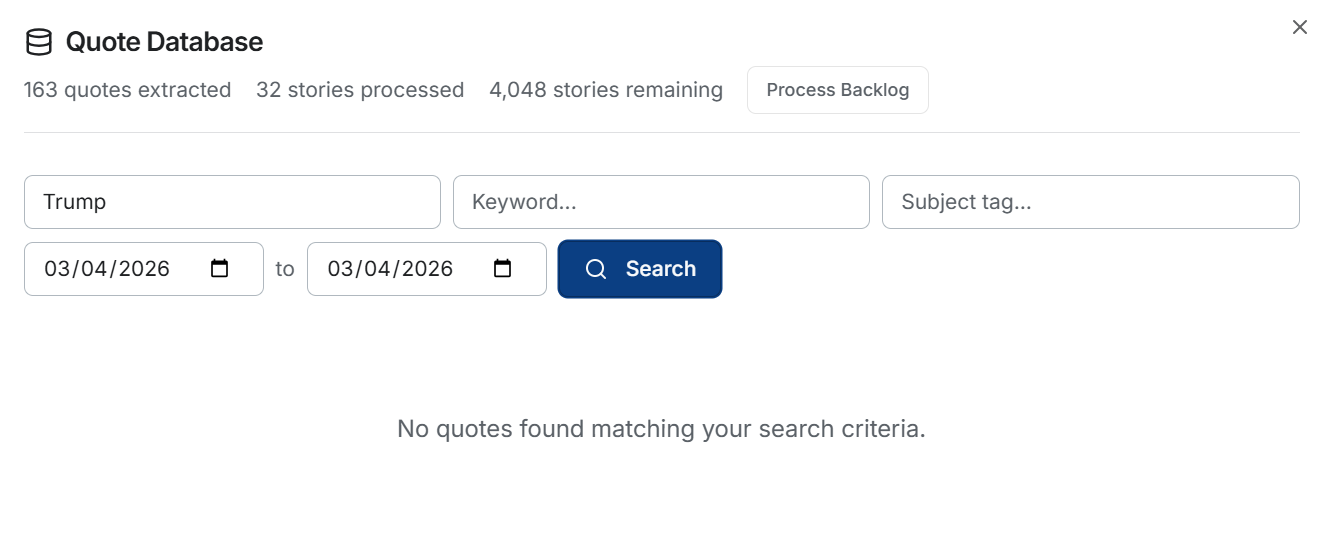 Quote Database
163 quotes extracted 32 stories processed 4,048 stories remaining Process Backlog
Trump Keyword... Subject tag...
03/04/2026 to 03/04/2026 Search
No quotes found matching your search criteria.